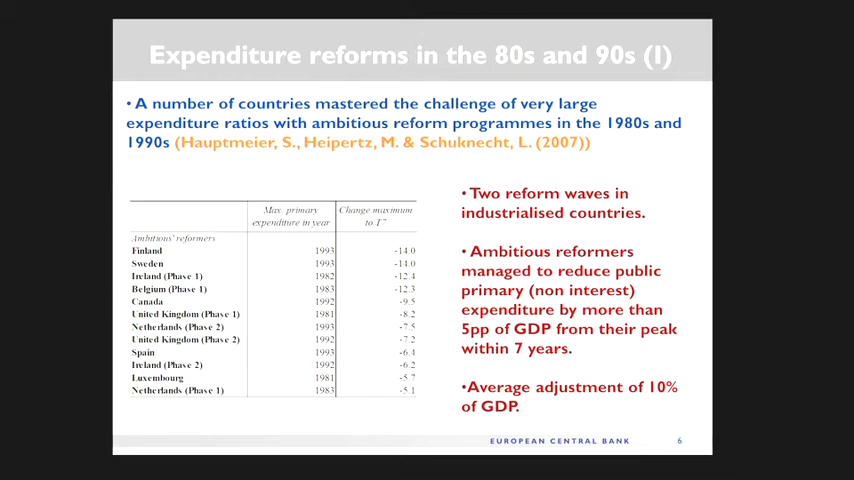 Expenditure reforms in the 80s and 90s (I)
• A number of countries mastered the challenge of very large
expenditure ratios with ambitious reform programmes in the 1980s and
1990s (Hauptmeier, S., Heipertz, M. & Schuknecht, L. (2007))
Max. primary Change maximum
expenditure in year to T"
Ambitious' reformers
Finland 1993 -14.0
Sweden 1993 -14.0
Ireland (Phase 1) 1982 -12.4
Belgium (Phase 1) 1983 -12.3
Canada 1992 -9.5
United Kingdom (Phase 1) 1981 -8.2
Netherlands (Phase 2) 1993 -7.5
United Kingdom (Phase 2) 1992 -7.2
Spain 1993 -6.4
Ireland (Phase 2) 1992 -6.2
Luxembourg 1981 -5.7
Netherlands (Phase 1) 1983 -5.1
• Two reform waves in
industrialised countries.
• Ambitious reformers
managed to reduce public
primary (non interest)
expenditure by more than
5pp of GDP from their peak
within 7 years.
•Average adjustment of 10%
of GDP.
EUROPEAN CENTRAL BANK 6